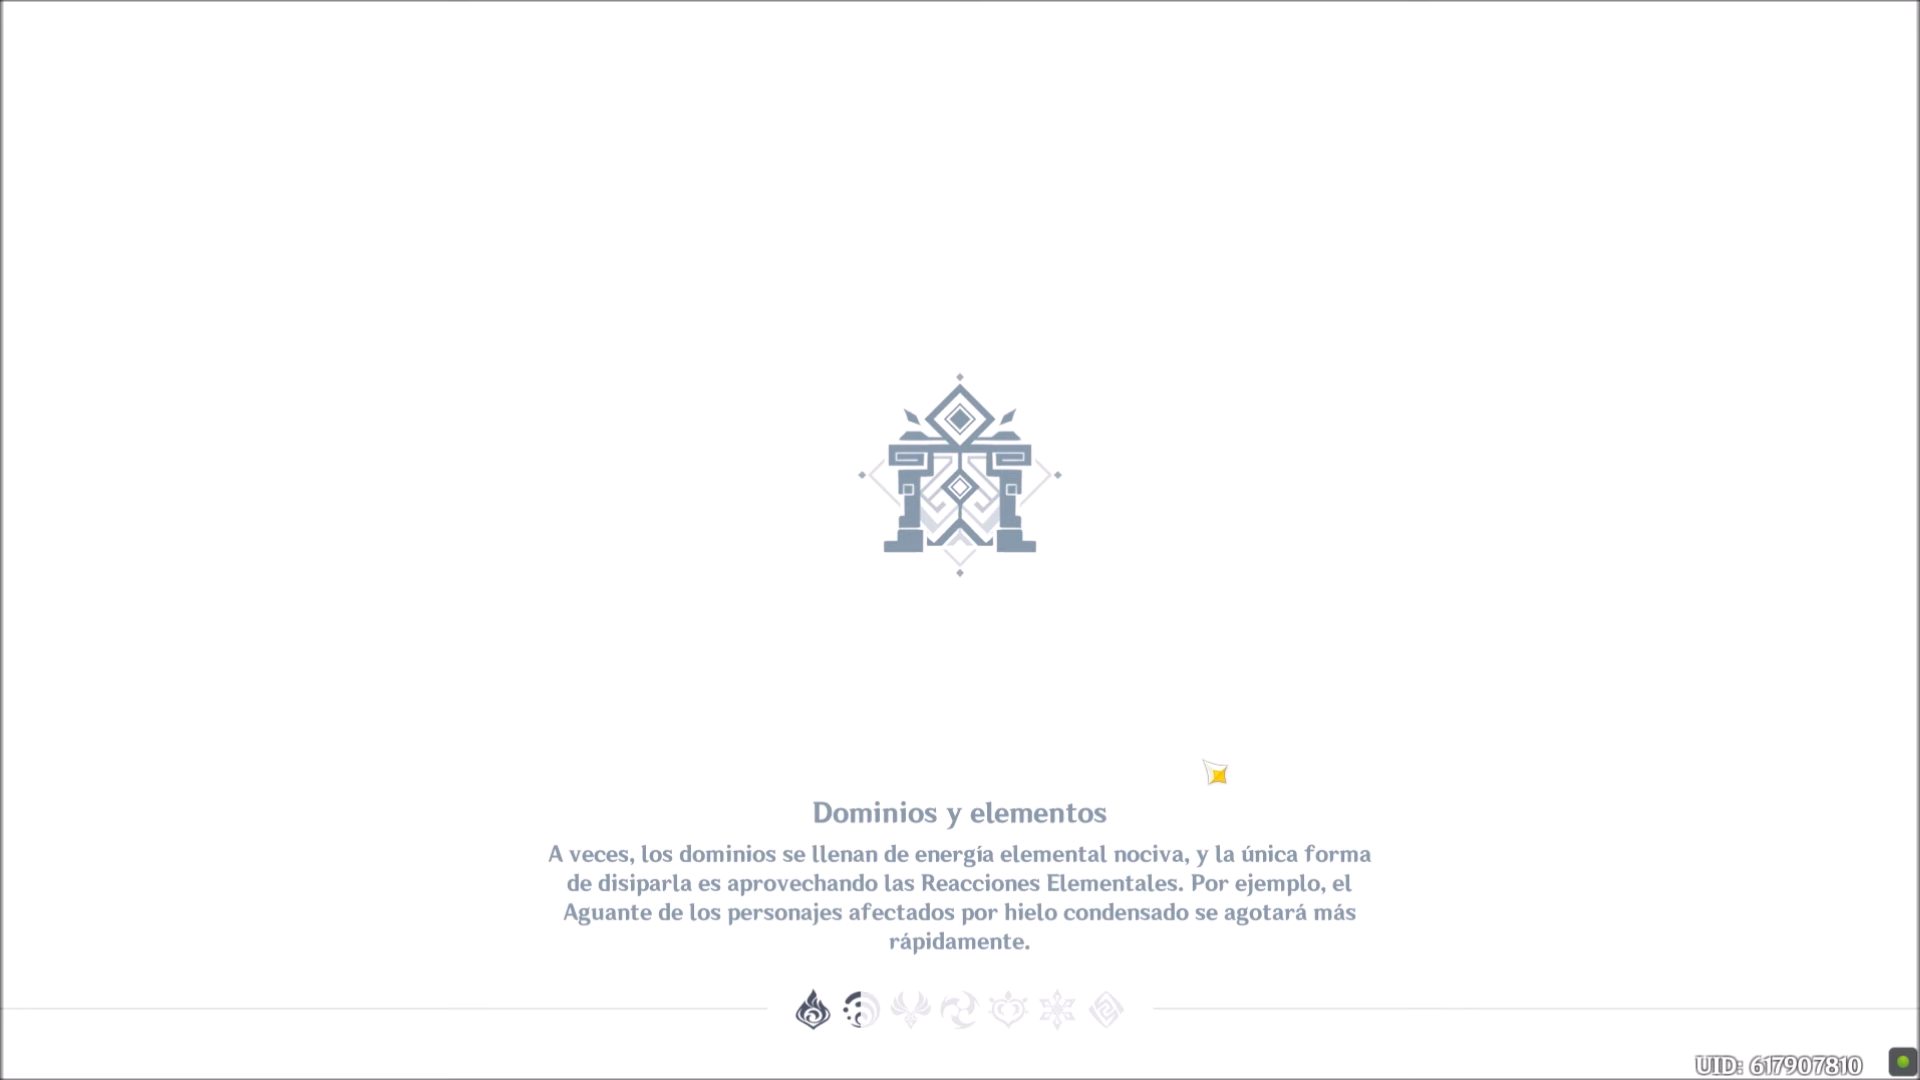 Dominios y elementos
A veces, los dominios se llenan de energía elemental nociva, y la única forma
de disiparla es aprovechando las Reacciones Elementales. Por ejemplo, el
Aguante de los personajes afectados por hielo condensado se agotará más
rápidamente.
UID: 617907810